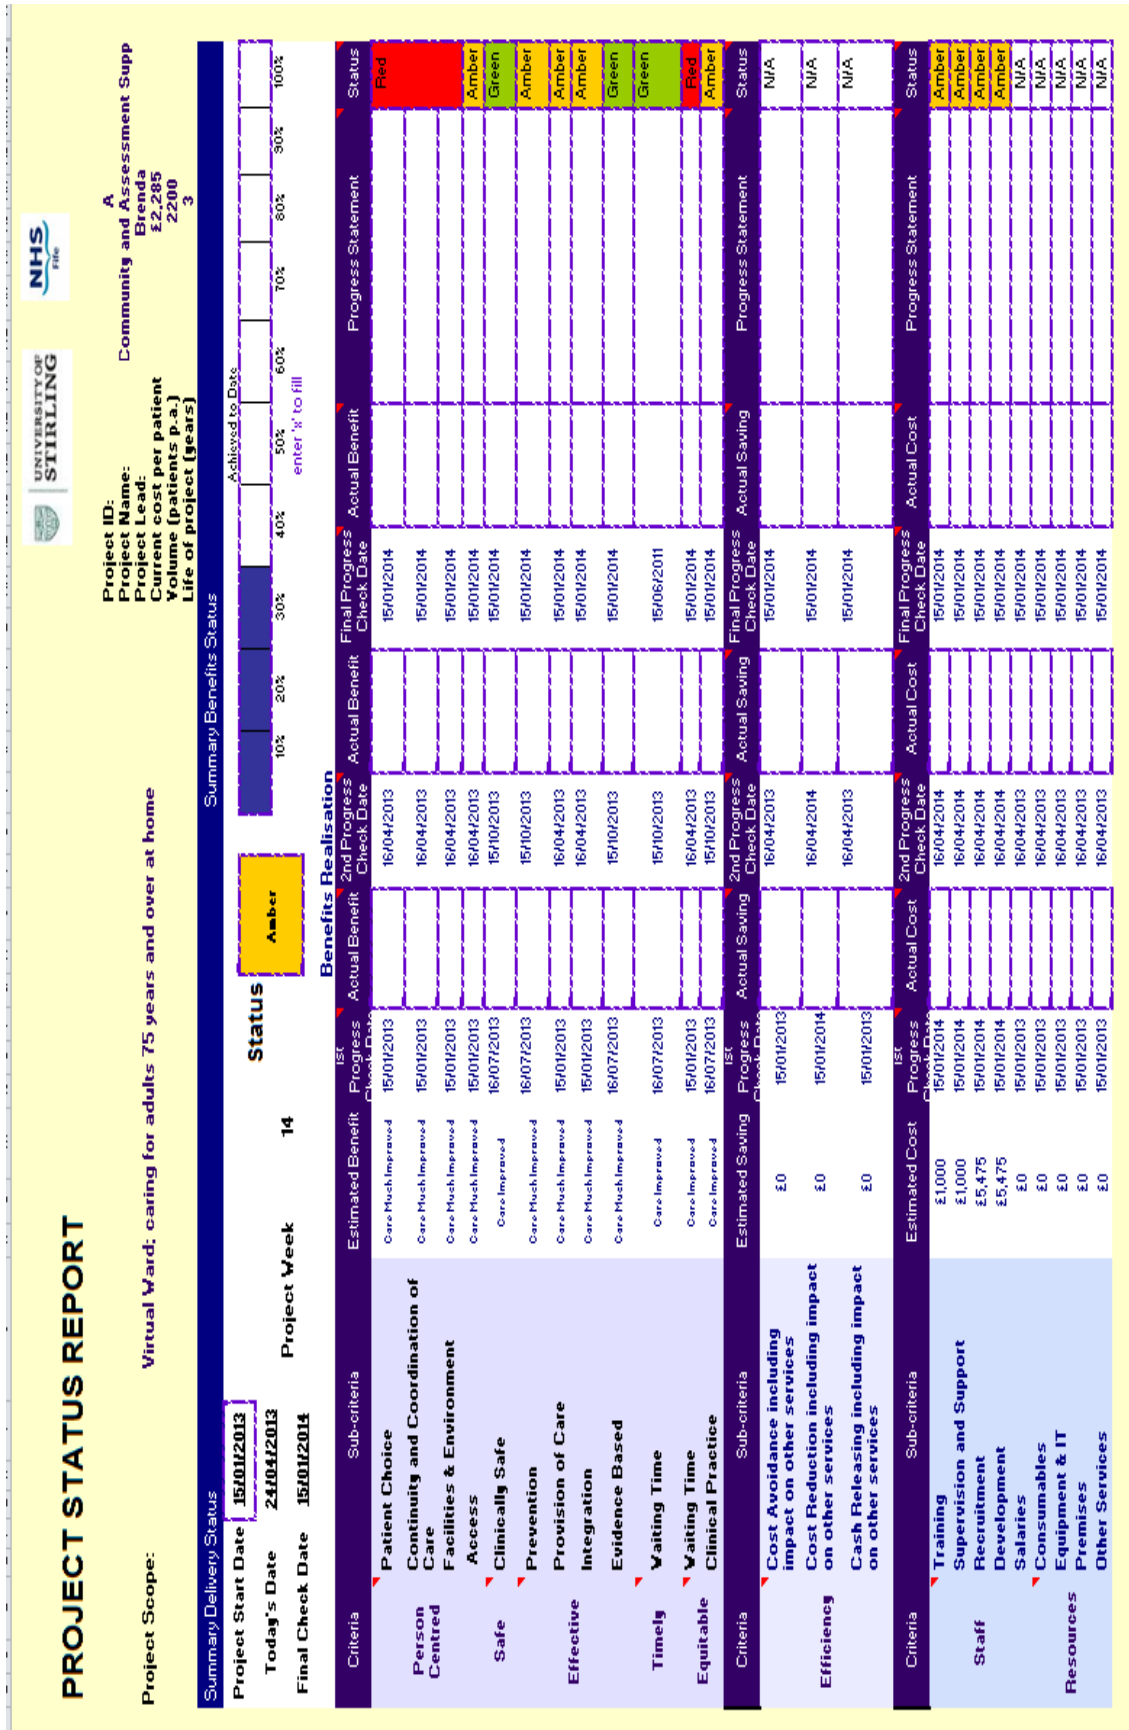 UNIVERSITY OF
STIRLING
NHS
Fife
PROJECT STATUS REPORT
Project ID: A
Project Name: Community and Assessment Supp
Project Scope: Virtual Ward; caring for adults 75 years and over at home
Project Lead: Brenda
Current cost per patient £2,285
Volume (patients p.a.) 2200
Life of project (years) 3
Summary Delivery Status Summary Benefits Status
Project Start Date 15/01/2013 Status Achieved to Date
Today's Date 24/04/2013 Amber
10% 20% 30% 40% 50% 60% 70% 80% 90% 100%
Project Week 14
Final Check Date 15/01/2014 enter 'x' to fill
Benefits Realisation
Criteria Sub-criteria Estimated Benefit 1st Progress Check Date Actual Benefit 2nd Progress Check Date Actual Benefit Final Progress Check Date Actual Benefit Progress Statement Status
Person Centred
Patient Choice Care Much Improved 15/01/2013 16/04/2013 15/01/2014 Red
Continuity and Coordination of Care Care Much Improved 15/01/2013 16/04/2013 15/01/2014
Facilities & Environment Care Much Improved 15/01/2013 16/04/2013 15/01/2014
Access Care Much Improved 15/01/2013 16/04/2013 15/01/2014 Amber
Safe Clinically Safe Care Improved 16/07/2013 15/10/2013 15/01/2014 Green
Effective
Prevention Care Much Improved 16/07/2013 15/10/2013 15/01/2014 Amber
Provision of Care Care Much Improved 15/01/2013 16/04/2013 15/01/2014 Amber
Integration Care Much Improved 15/01/2013 16/04/2013 15/01/2014 Amber
Evidence Based Care Much Improved 16/07/2013 15/10/2013 15/01/2014 Green
Timely Waiting Time Care Improved 16/07/2013 15/10/2013 15/06/2011 Green
Equitable
Waiting Time Care Improved 15/01/2013 16/04/2013 15/01/2014 Red
Clinical Practice Care Improved 16/07/2013 15/10/2013 15/01/2014 Amber
Criteria Sub-criteria Estimated Saving 1st Progress Actual Saving 2nd Progress Check Date Actual Saving Final Progress Check Date Actual Saving Progress Statement Status
Efficiency
Cost Avoidance including impact on other services £0 15/01/2013 16/04/2013 15/01/2014 N/A
Cost Reduction including impact on other services £0 15/01/2014 16/04/2014 15/01/2014 N/A
Cash Releasing including impact on other services £0 15/01/2013 16/04/2013 15/01/2014 N/A
Criteria Sub-criteria Estimated Cost 1st Progress Check Date Actual Cost 2nd Progress Check Date Actual Cost Final Progress Check Date Actual Cost Progress Statement Status
Staff
Training £1,000 15/01/2014 16/04/2014 15/01/2014 Amber
Supervision and Support £1,000 15/01/2014 16/04/2014 15/01/2014 Amber
Recruitment £5,475 15/01/2014 16/04/2014 15/01/2014 Amber
Development £5,475 15/01/2014 16/04/2014 15/01/2014 Amber
Salaries £0 15/01/2013 16/04/2013 15/01/2014 N/A
Resources
Consumables £0 15/01/2013 16/04/2013 15/01/2014 N/A
Equipment & IT £0 15/01/2013 16/04/2013 15/01/2014 N/A
Premises £0 15/01/2013 16/04/2013 15/01/2014 N/A
Other Services £0 15/01/2013 16/04/2013 15/01/2014 N/A